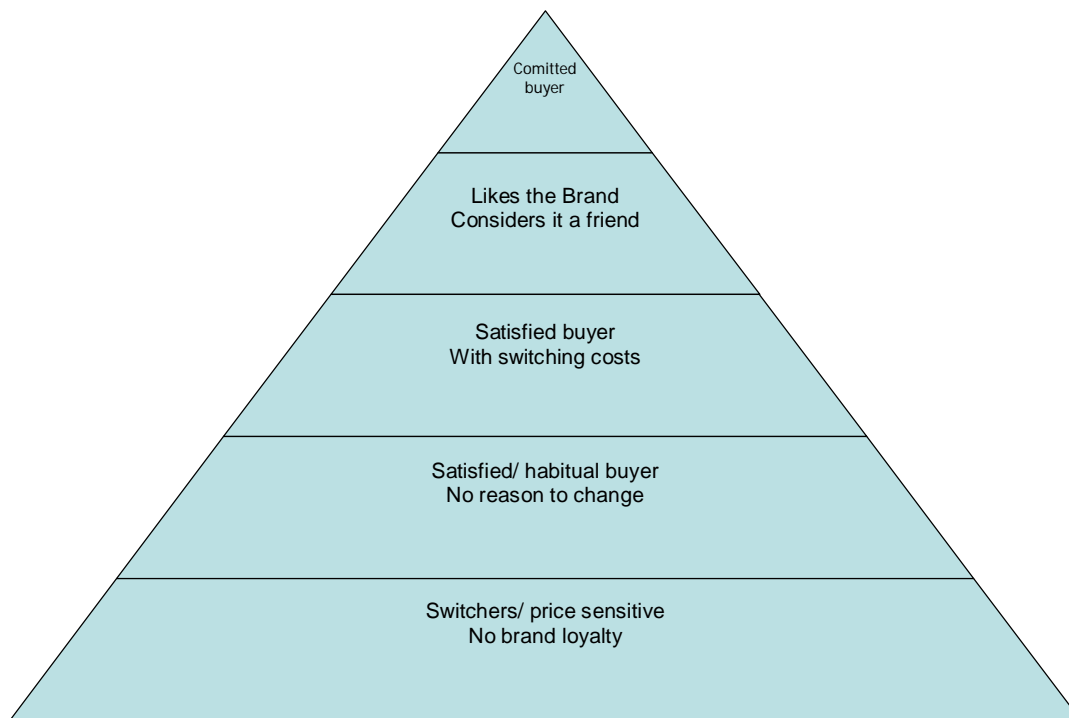 Comitted
buyer
Likes the Brand
Considers it a friend
Satisfied buyer
With switching costs
Satisfied/ habitual buyer
No reason to change
Switchers/ price sensitive
No brand loyalty